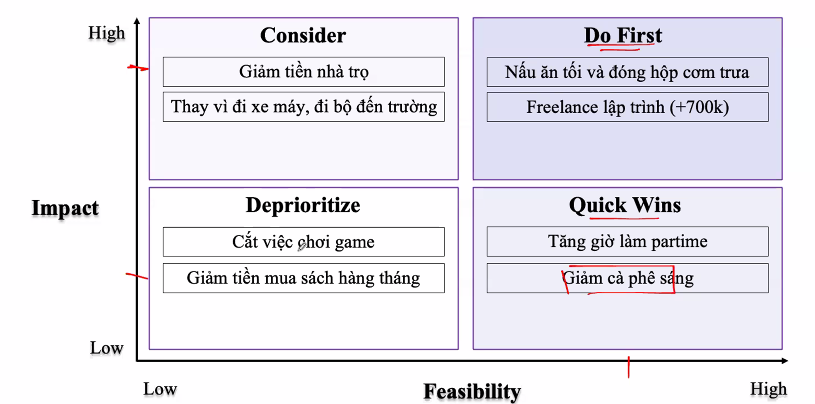 High
Consider
Giảm tiền nhà trọ
Thay vì đi xe máy, đi bộ đến trường
Do First
Nấu ăn tối và đóng hộp cơm trưa
Freelance lập trình (+700k)
Impact
Deprioritize
Cắt việc chơi game
Giảm tiền mua sách hàng tháng
Quick Wins
Tăng giờ làm partime
Giảm cà phê sáng
Low
Low
Feasibility
High